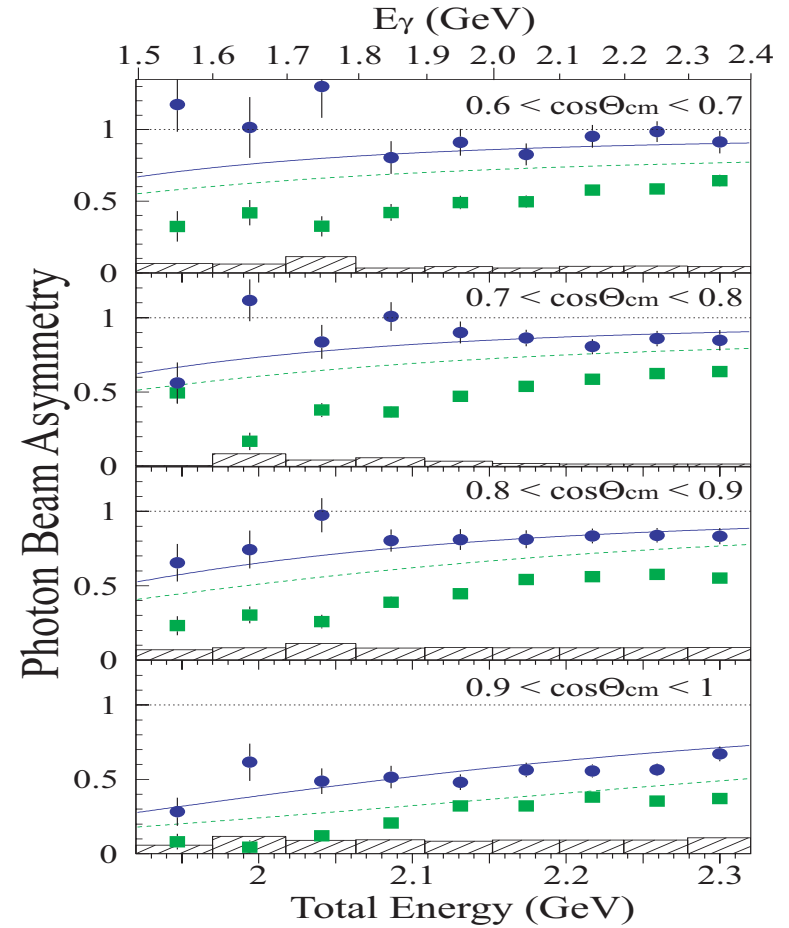 Eγ (GeV)
1.5 1.6 1.7 1.8 1.9 2.0 2.1 2.2 2.3 2.4
0.6 < cosΘcm < 0.7
1
0.5
0
0.7 < cosΘcm < 0.8
1
0.5
0
0.8 < cosΘcm < 0.9
1
0.5
0
0.9 < cosΘcm < 1
1
0.5
0
Photon Beam Asymmetry
2 2.1 2.2 2.3
Total Energy (GeV)